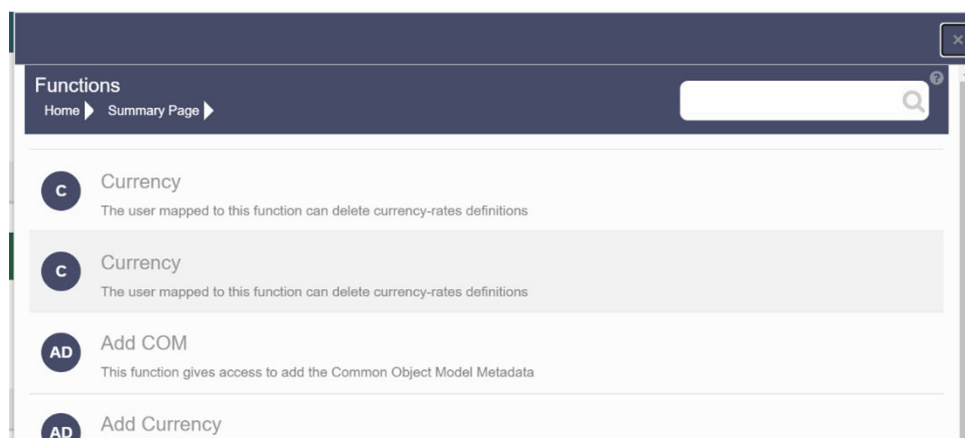 ×
Functions
?
Home Summary Page
C
Currency
The user mapped to this function can delete currency-rates definitions
C
Currency
The user mapped to this function can delete currency-rates definitions
AD
Add COM
This function gives access to add the Common Object Model Metadata
AD
Add Currency